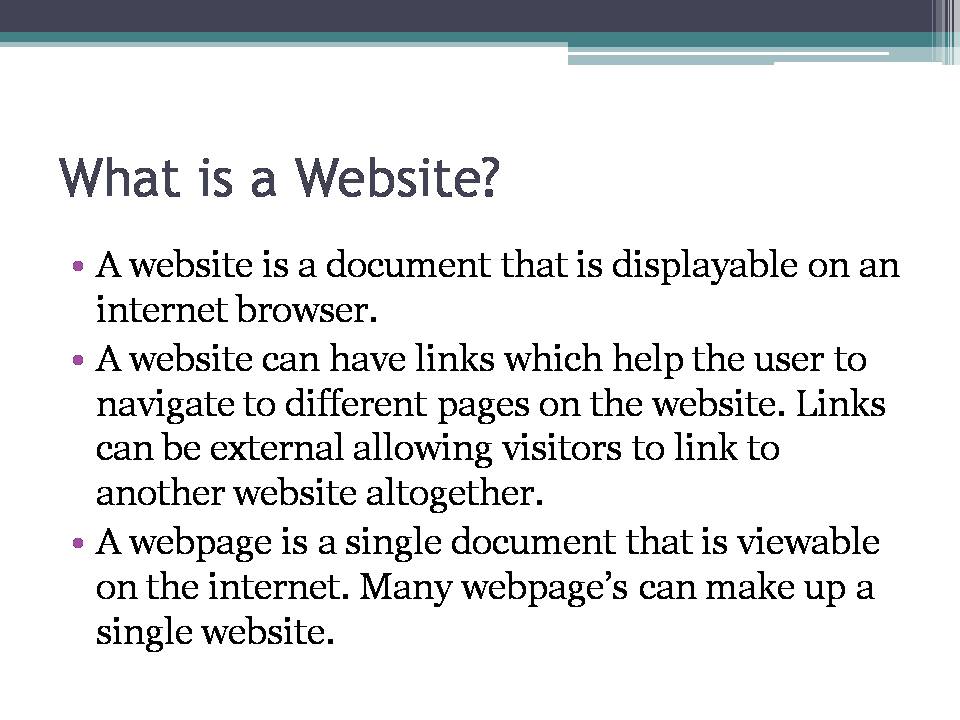 What is a Website?
• A website is a document that is displayable on an
internet browser.
• A website can have links which help the user to
navigate to different pages on the website. Links
can be external allowing visitors to link to
another website altogether.
• A webpage is a single document that is viewable
on the internet. Many webpage’s can make up a
single website.